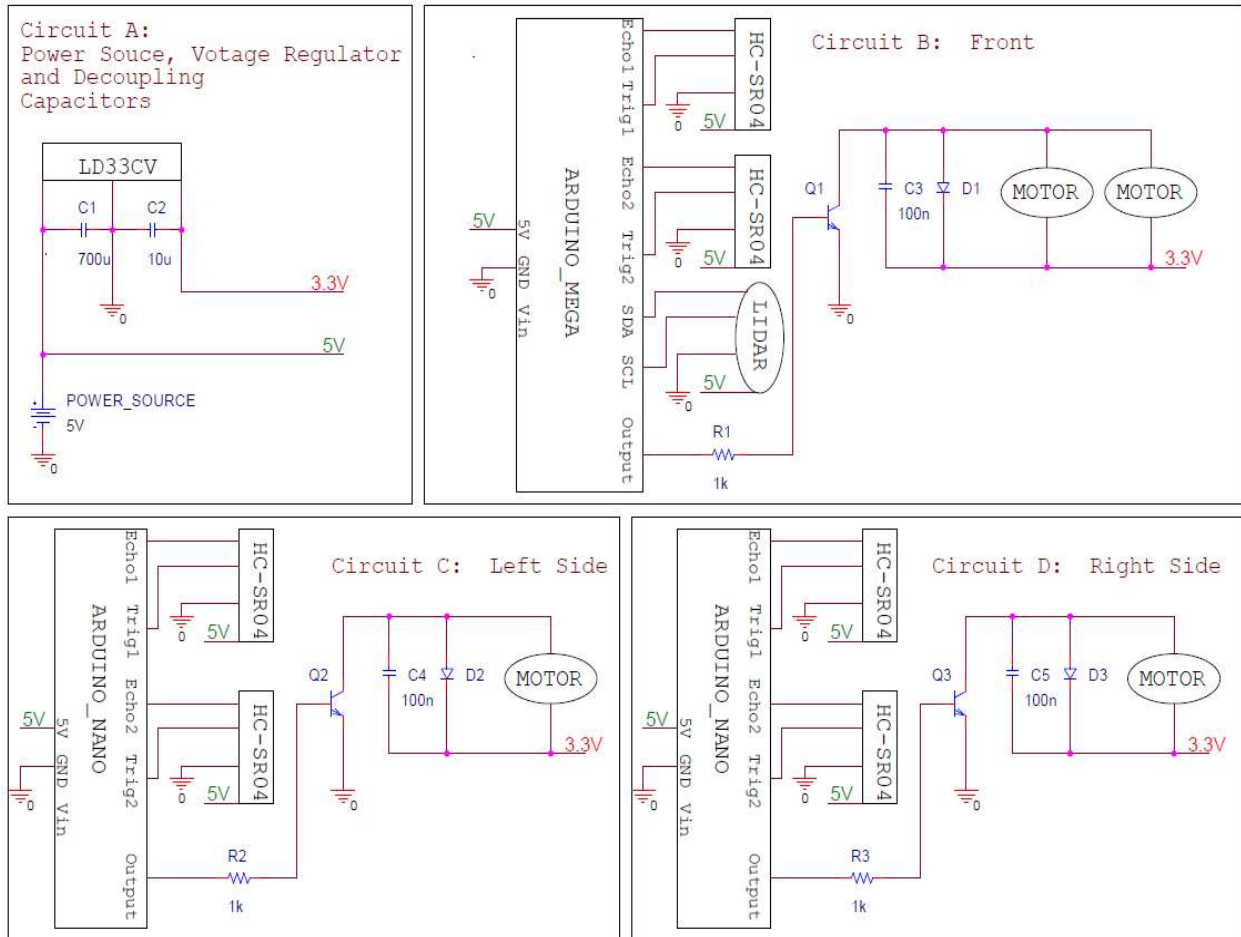 Circuit A:
Power Souce, Votage Regulator
and Decoupling
Capacitors
LD33CV
C1
C2
700u
10u
0
3.3V
5V
POWER_SOURCE
5V
0
Circuit B: Front
ARDUINO_MEGA
5V
5V
GND
0
Vin
Echo1
Trig1
HC-SR04
0
5V
Echo2
Trig2
HC-SR04
0
5V
SDA
SCL
LIDAR
0
5V
Output
R1
1k
Q1
0
C3
100n
D1
MOTOR
MOTOR
3.3V
Circuit C: Left Side
ARDUINO_NANO
5V
5V
GND
0
Vin
Echo1
Trig1
HC-SR04
0
5V
Echo2
Trig2
HC-SR04
0
5V
Output
R2
1k
Q2
0
C4
100n
D2
MOTOR
3.3V
Circuit D: Right Side
ARDUINO_NANO
5V
5V
GND
0
Vin
Echo1
Trig1
HC-SR04
0
5V
Echo2
Trig2
HC-SR04
0
5V
Output
R3
1k
Q3
0
C5
100n
D3
MOTOR
3.3V